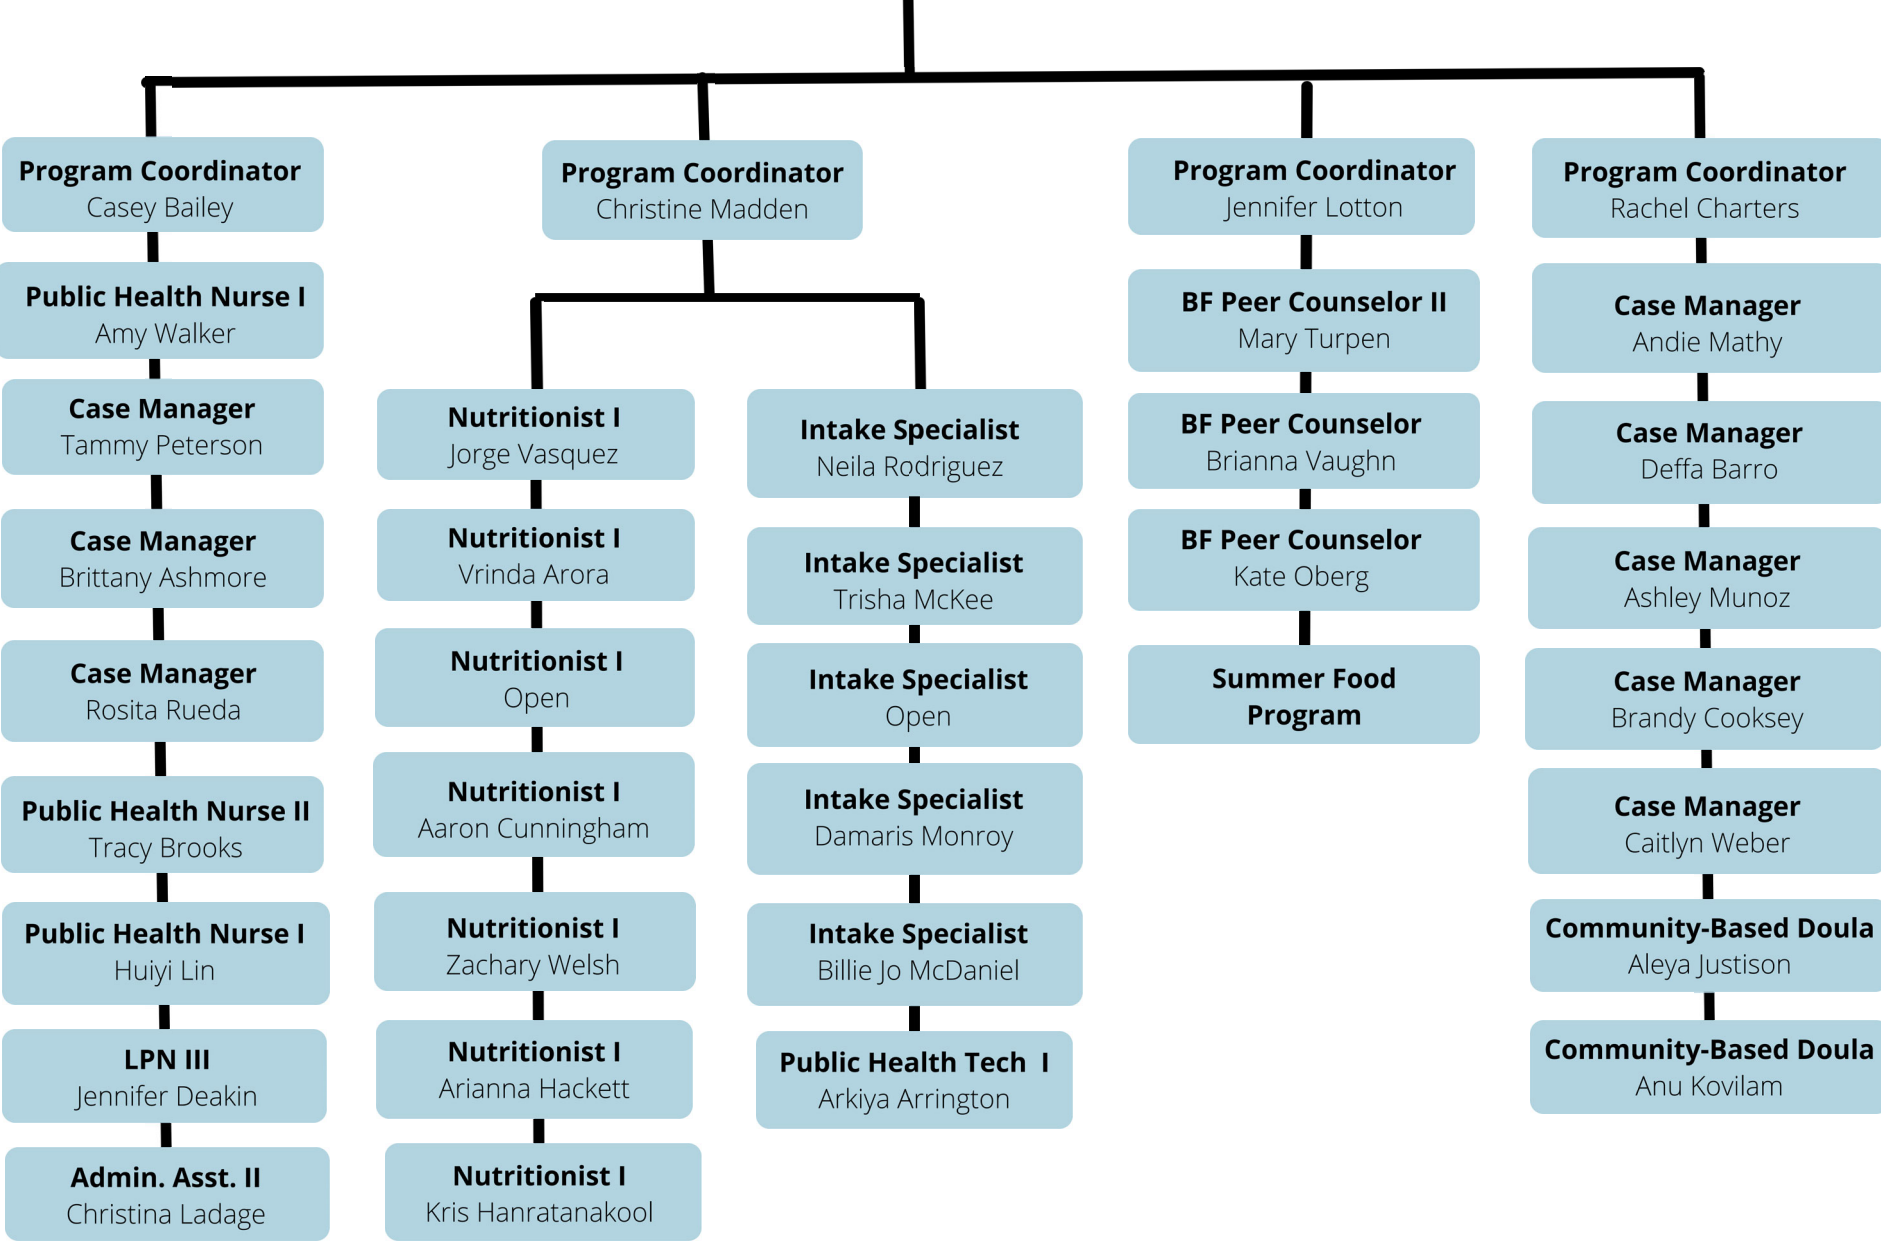 Program Coordinator
Casey Bailey
Public Health Nurse I
Amy Walker
Case Manager
Tammy Peterson
Case Manager
Brittany Ashmore
Case Manager
Rosita Rueda
Public Health Nurse II
Tracy Brooks
Public Health Nurse I
Huiyi Lin
LPN III
Jennifer Deakin
Admin. Asst. II
Christina Ladage
Program Coordinator
Christine Madden
Nutritionist I
Jorge Vasquez
Nutritionist I
Vrinda Arora
Nutritionist I
Open
Nutritionist I
Aaron Cunningham
Nutritionist I
Zachary Welsh
Nutritionist I
Arianna Hackett
Nutritionist I
Kris Hanratanakool
Intake Specialist
Neila Rodriguez
Intake Specialist
Trisha McKee
Intake Specialist
Open
Intake Specialist
Damaris Monroy
Intake Specialist
Billie Jo McDaniel
Public Health Tech I
Arkiya Arrington
Program Coordinator
Jennifer Lotton
BF Peer Counselor II
Mary Turpen
BF Peer Counselor
Brianna Vaughn
BF Peer Counselor
Kate Oberg
Summer Food
Program
Program Coordinator
Rachel Charters
Case Manager
Andie Mathy
Case Manager
Deffa Barro
Case Manager
Ashley Munoz
Case Manager
Brandy Cooksey
Case Manager
Caitlyn Weber
Community-Based Doula
Aleya Justison
Community-Based Doula
Anu Kovilam